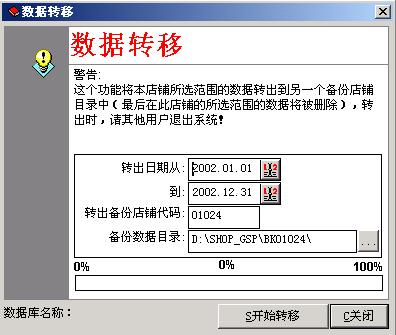 数据转移
数据转移
警告:
这个功能将本店铺所选范围的数据转出到另一个备份店铺
目录中（最后在此店铺的所选范围的数据将被删除），转
出时，请其他用户退出系统!
转出日期从: 2002.01.01
到: 2002.12.31
转出备份店铺代码: 01024
备份数据目录: D:\SHOP_GSP\BK01024\ ...
0% 0% 100%
数据库名称： S开始转移 C关闭